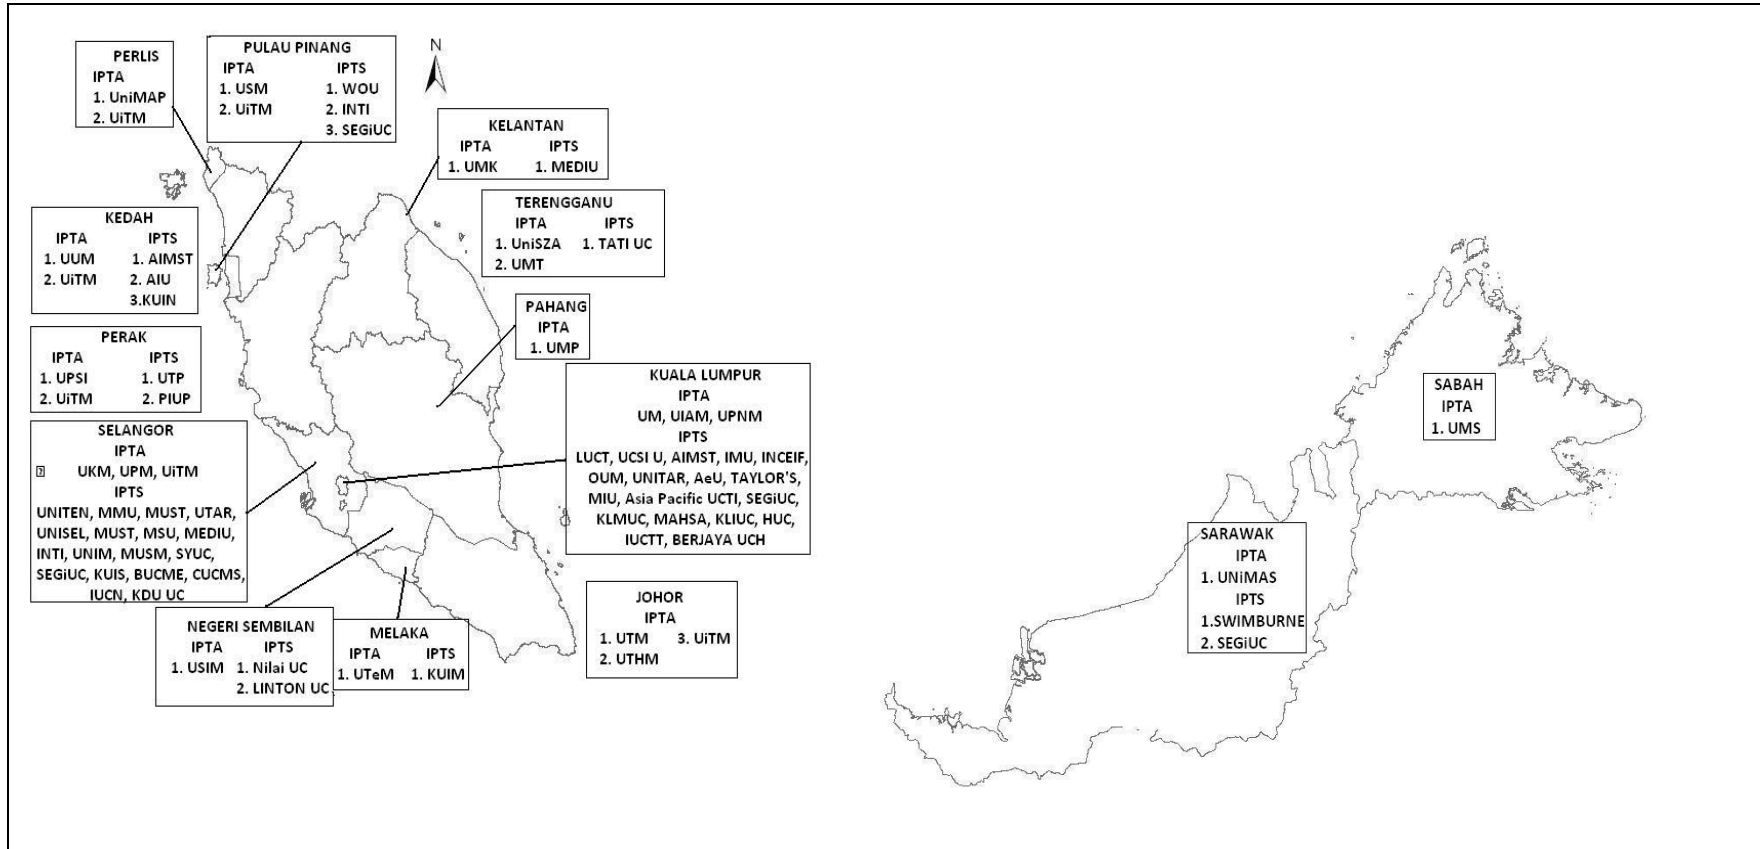 N
PERLIS
IPTA
1. UniMAP
2. UiTM
PULAU PINANG
IPTA IPTS
1. USM 1. WOU
2. UiTM 2. INTI
3. SEGiUC
KELANTAN
IPTA IPTS
1. UMK 1. MEDIU
TERENGGANU
IPTA IPTS
1. UniSZA 1. TATI UC
2. UMT
KEDAH
IPTA IPTS
1. UUM 1. AIMST
2. UiTM 2. AIU
3.KUIN
PAHANG
IPTA
1. UMP
PERAK
IPTA IPTS
1. UPSI 1. UTP
2. UiTM 2. PIUP
KUALA LUMPUR
IPTA
UM, UIAM, UPNM
IPTS
LUCT, UCSI U, AIMST, IMU, INCEIF,
OUM, UNITAR, AeU, TAYLOR'S,
MIU, Asia Pacific UCTI, SEGiUC,
KLMUC, MAHSA, KLIUC, HUC,
IUCTT, BERJAYA UCH
SELANGOR
IPTA
UKM, UPM, UiTM
IPTS
UNITEN, MMU, MUST, UTAR,
UNISEL, MUST, MSU, MEDIU,
INTI, UNIM, MUSM, SYUC,
SEGiUC, KUIS, BUCME, CUCMS,
IUCN, KDU UC
NEGERI SEMBILAN
IPTA IPTS
1. USIM 1. Nilai UC
2. LINTON UC
MELAKA
IPTA IPTS
1. UTeM 1. KUIM
JOHOR
IPTA
1. UTM 3. UiTM
2. UTHM
SABAH
IPTA
1. UMS
SARAWAK
IPTA
1. UNiMAS
IPTS
1.SWIMBURNE
2. SEGiUC